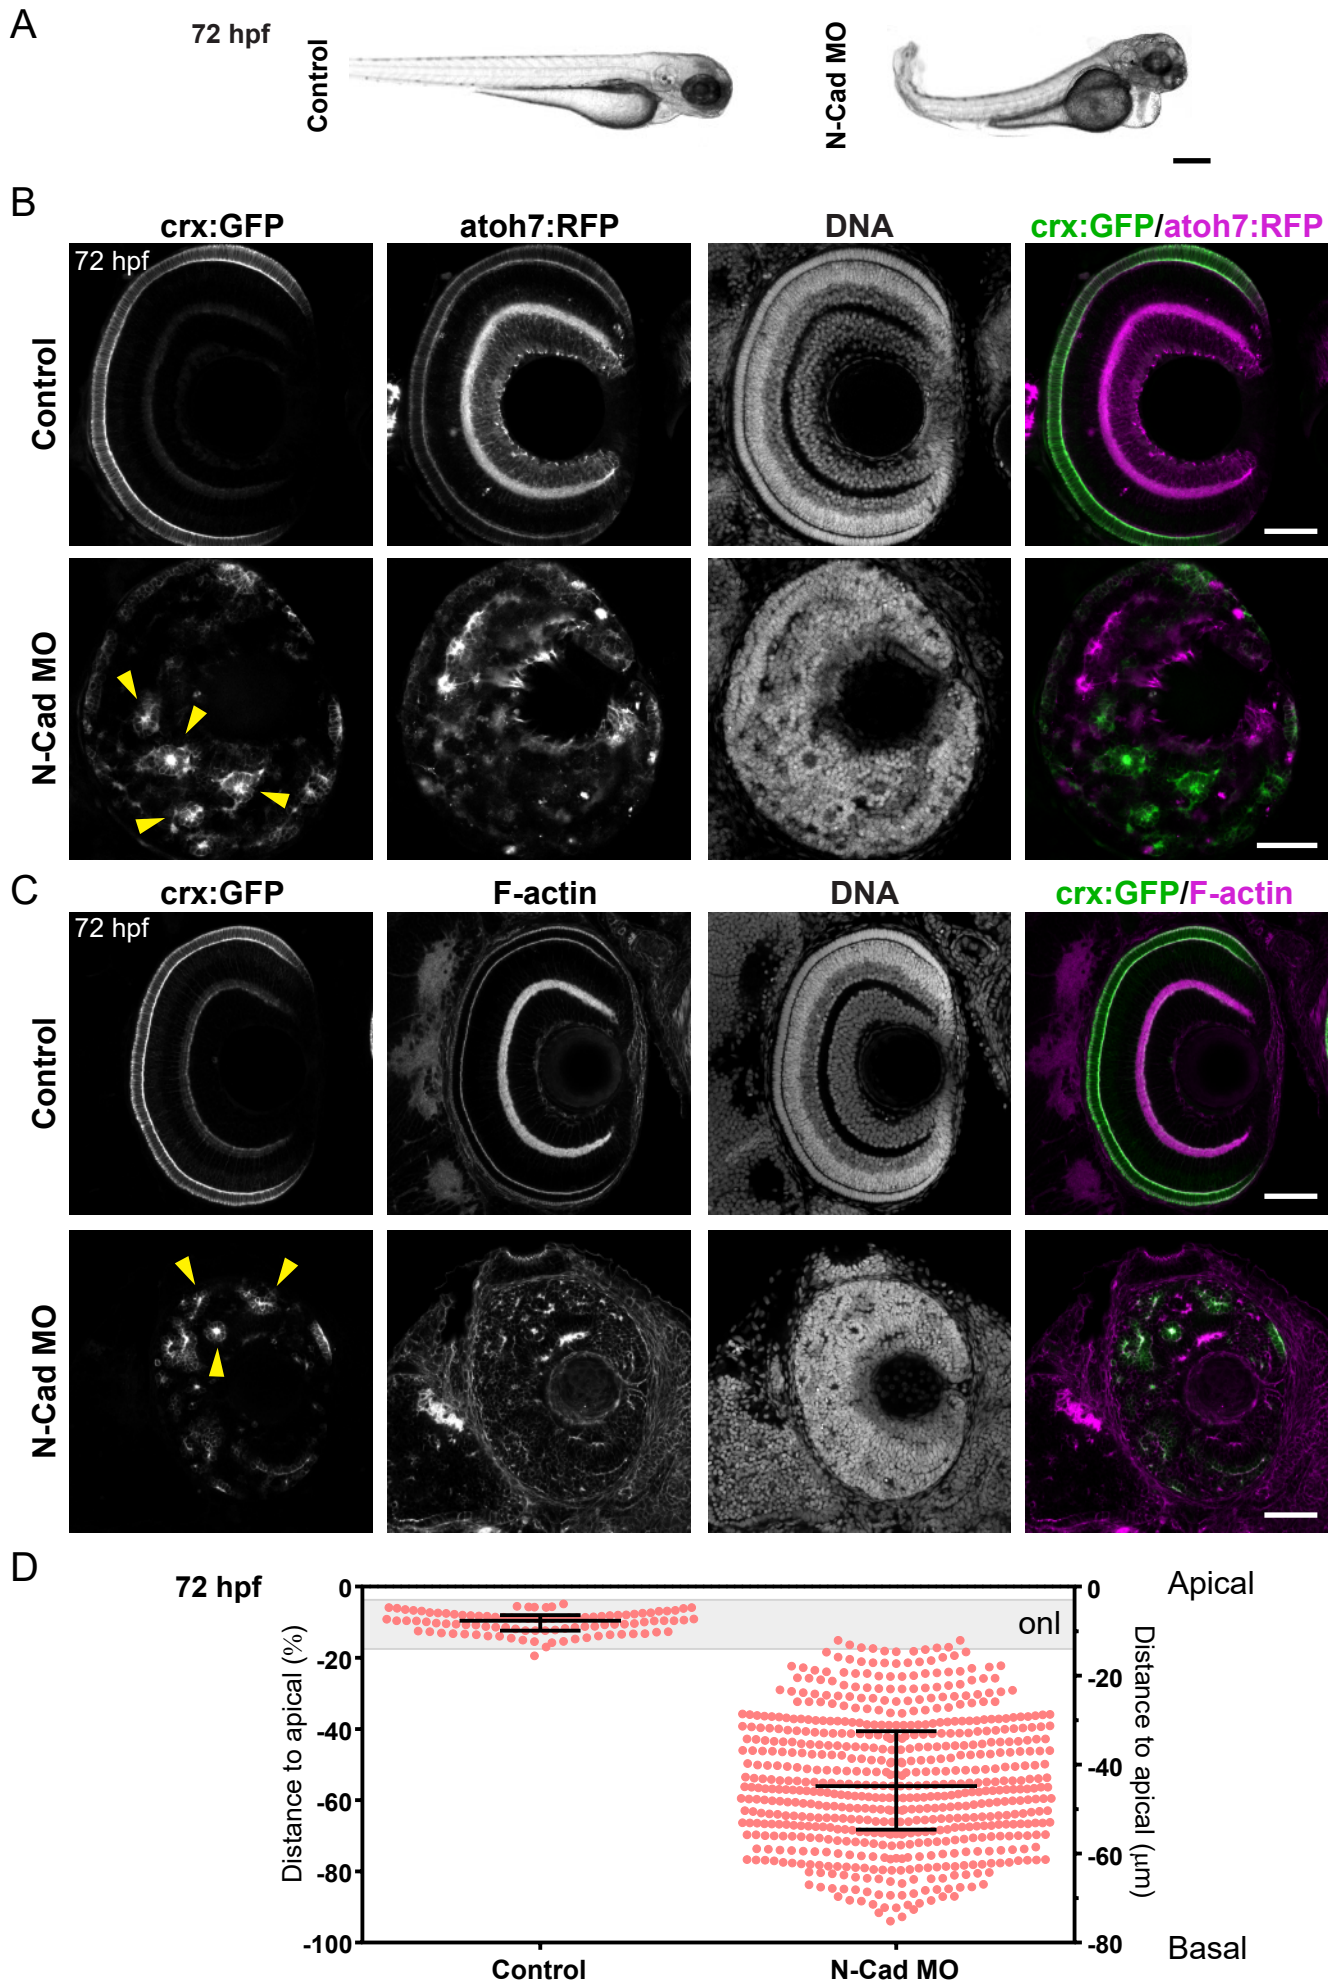 A
72 hpf
Control
N-Cad MO
B
crx:GFP
atoh7:RFP
DNA
crx:GFP/atoh7:RFP
72 hpf
Control
N-Cad MO
C
crx:GFP
F-actin
DNA
crx:GFP/F-actin
72 hpf
Control
N-Cad MO
D
72 hpf
Distance to apical (%)
0
-20
-40
-60
-80
-100
onl
0
-20
-40
-60
-80
Distance to apical (µm)
Apical
Basal
Control
N-Cad MO